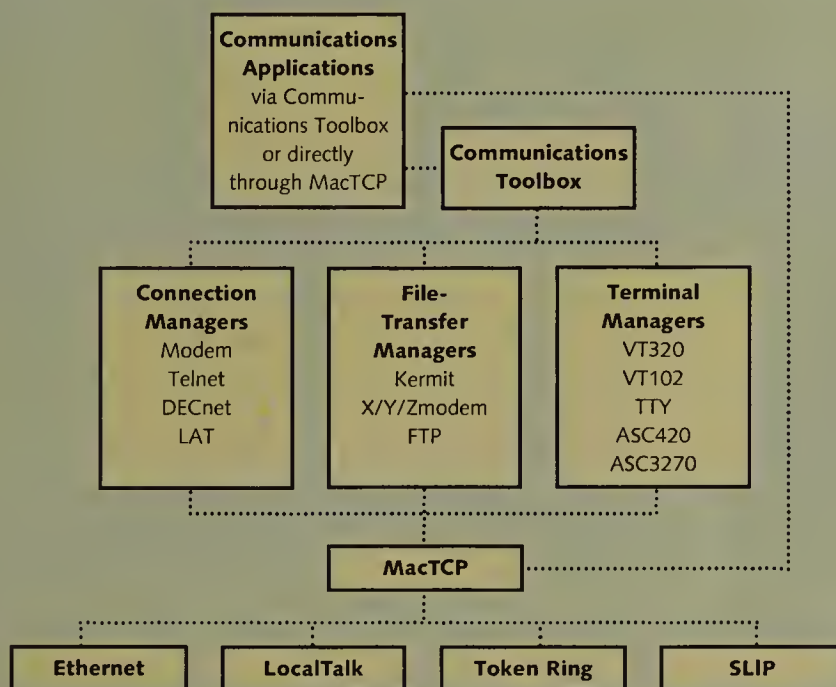 Communications
Applications
via Commu-
nications Toolbox
or directly
through MacTCP
Communications
Toolbox
Connection
Managers
Modem
Telnet
DECnet
LAT
File-
Transfer
Managers
Kermit
X/Y/Zmodem
FTP
Terminal
Managers
VT320
VT102
TTY
ASC420
ASC3270
MacTCP
Ethernet
LocalTalk
Token Ring
SLIP